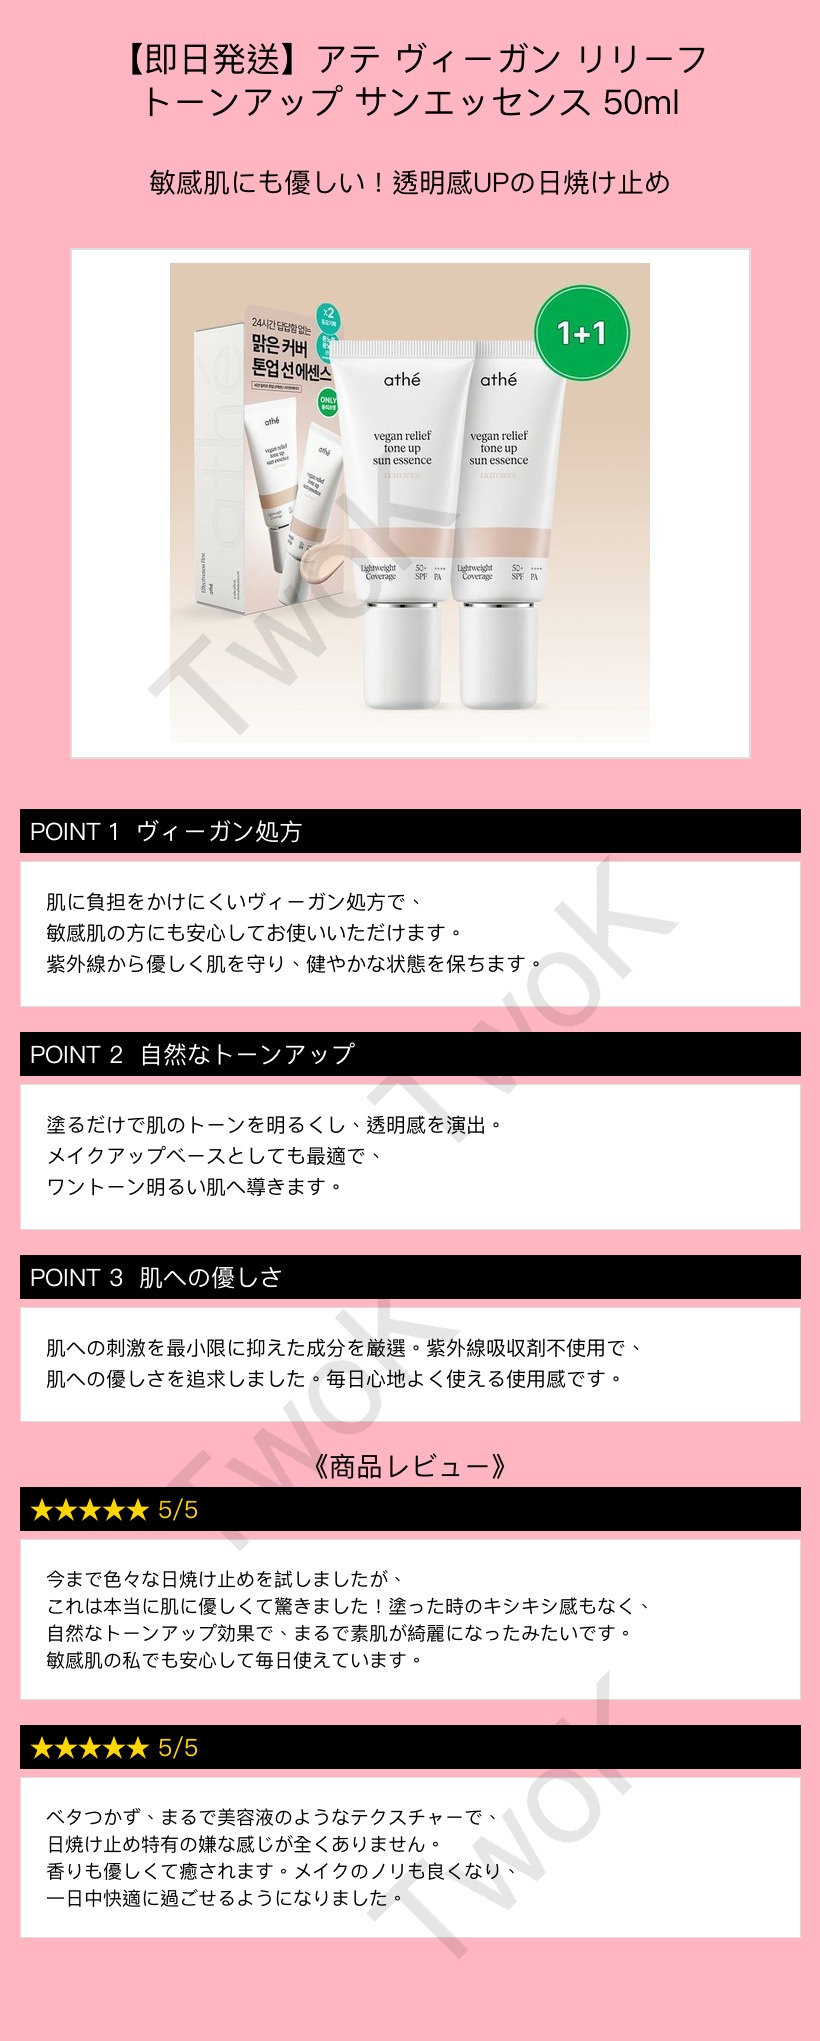 【即日発送】アテ ヴィーガン リリーフ
トーンアップ サンエッセンス 50ml
敏感肌にも優しい！透明感UPの日焼け止め
24시간 답답함 없는
맑은 커버
톤업 선 에센스
x2
ONLY
athé
vegan relief
tone up
sun essence
athé
vegan relief
tone up
sun essence
athé
1+1
athé
vegan relief
tone up
sun essence
LIGHT BEIGE
Lightweight
Coverage
50+
SPF
++++
PA
athé
vegan relief
tone up
sun essence
LIGHT BEIGE
Lightweight
Coverage
50+
SPF
++++
PA
TwoK
POINT 1 ヴィーガン処方
肌に負担をかけにくいヴィーガン処方で、
敏感肌の方にも安心してお使いいただけます。
紫外線から優しく肌を守り、健やかな状態を保ちます。
TwoK
POINT 2 自然なトーンアップ
塗るだけで肌のトーンを明るくし、透明感を演出。
メイクアップベースとしても最適で、
ワントーン明るい肌へ導きます。
POINT 3 肌への優しさ
肌への刺激を最小限に抑えた成分を厳選。紫外線吸収剤不使用で、
肌への優しさを追求しました。毎日心地よく使える使用感です。
TwoK
《商品レビュー》
★★★★★ 5/5
今まで色々な日焼け止めを試しましたが、
これは本当に肌に優しくて驚きました！塗った時のキシキシ感もなく、
自然なトーンアップ効果で、まるで素肌が綺麗になったみたいです。
敏感肌の私でも安心して毎日使えています。
★★★★★ 5/5
ベタつかず、まるで美容液のようなテクスチャーで、
日焼け止め特有の嫌な感じが全くありません。
香りも優しくて癒されます。メイクのノリも良くなり、
一日中快適に過ごせるようになりました。
TwoK